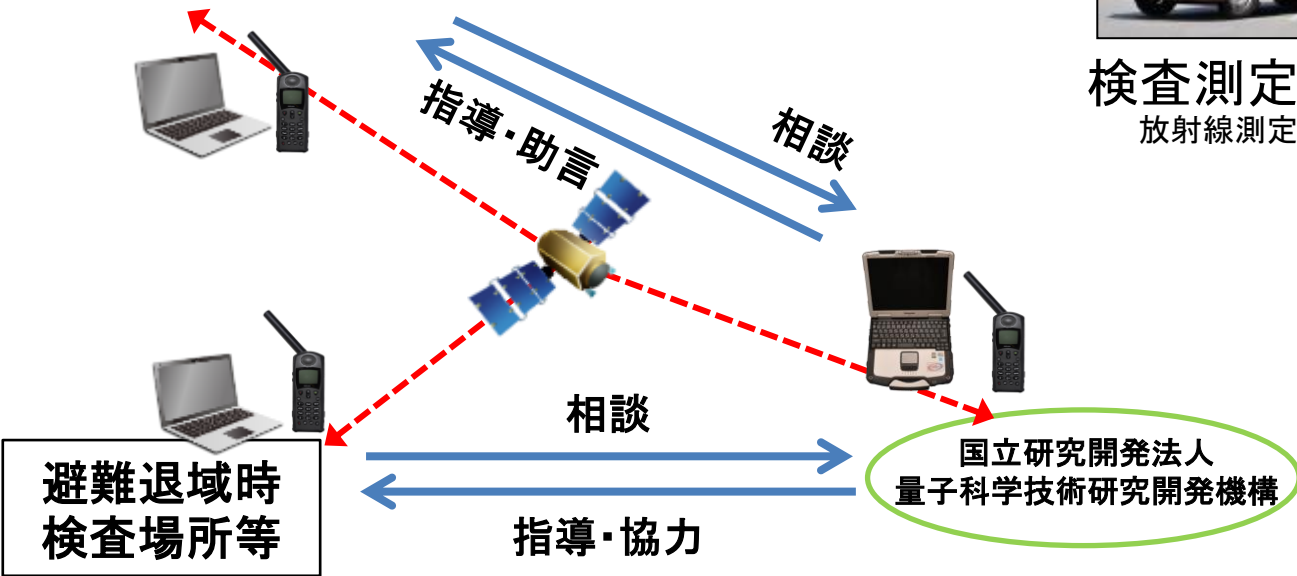 検査測定
放射線測定
相談
指導・助言
相談
避難退域時
検査場所等
国立研究開発法人
量子科学技術研究開発機構
指導・協力